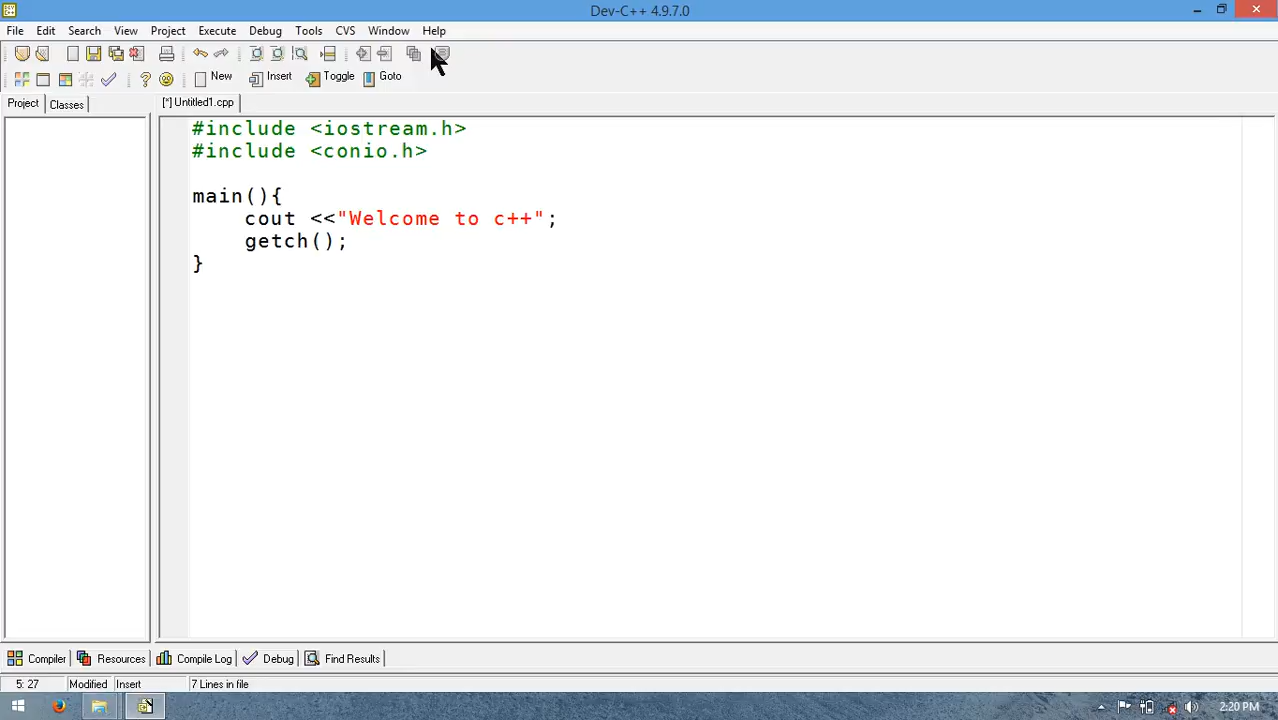 Dev-C++ 4.9.7.0
File Edit Search View Project Execute Debug Tools CVS Window Help
New Insert Toggle Goto
Project Classes [*] Untitled1.cpp
#include <iostream.h>
#include <conio.h>
main(){
cout <<"Welcome to c++";
getch();
}
Compiler Resources Compile Log Debug Find Results
5: 27 Modified Insert 7 Lines in file
2:20 PM